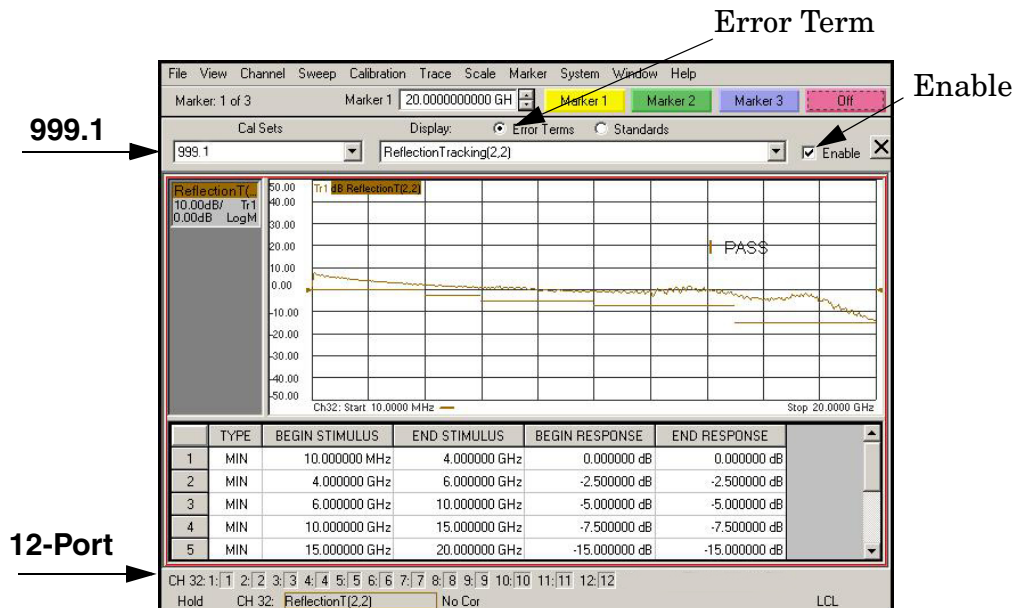 Error Term
Enable
999.1
12-Port
File View Channel Sweep Calibration Trace Scale Marker System Window Help
Marker: 1 of 3 Marker 1 20.0000000000 GH Marker 1 Marker 2 Marker 3 Off
Cal Sets Display: Error Terms Standards
999.1 ReflectionTracking(2,2) Enable X
ReflectionT(...
10.00dB/ Tr1
0.00dB LogM
Tr1 dB ReflectionT(2,2)
50.00
40.00
30.00
20.00
10.00
0.00
-10.00
-20.00
-30.00
-40.00
-50.00
PASS
Ch32: Start 10.0000 MHz Stop 20.0000 GHz
TYPE BEGIN STIMULUS END STIMULUS BEGIN RESPONSE END RESPONSE
1 MIN 10.000000 MHz 4.000000 GHz 0.000000 dB 0.000000 dB
2 MIN 4.000000 GHz 6.000000 GHz -2.500000 dB -2.500000 dB
3 MIN 6.000000 GHz 10.000000 GHz -5.000000 dB -5.000000 dB
4 MIN 10.000000 GHz 15.000000 GHz -7.500000 dB -7.500000 dB
5 MIN 15.000000 GHz 20.000000 GHz -15.000000 dB -15.000000 dB
CH 32: 1: 1 2: 2 3: 3 4: 4 5: 5 6: 6 7: 7 8: 8 9: 9 10: 10 11: 11 12: 12
Hold CH 32: ReflectionT(2,2) No Cor LCL